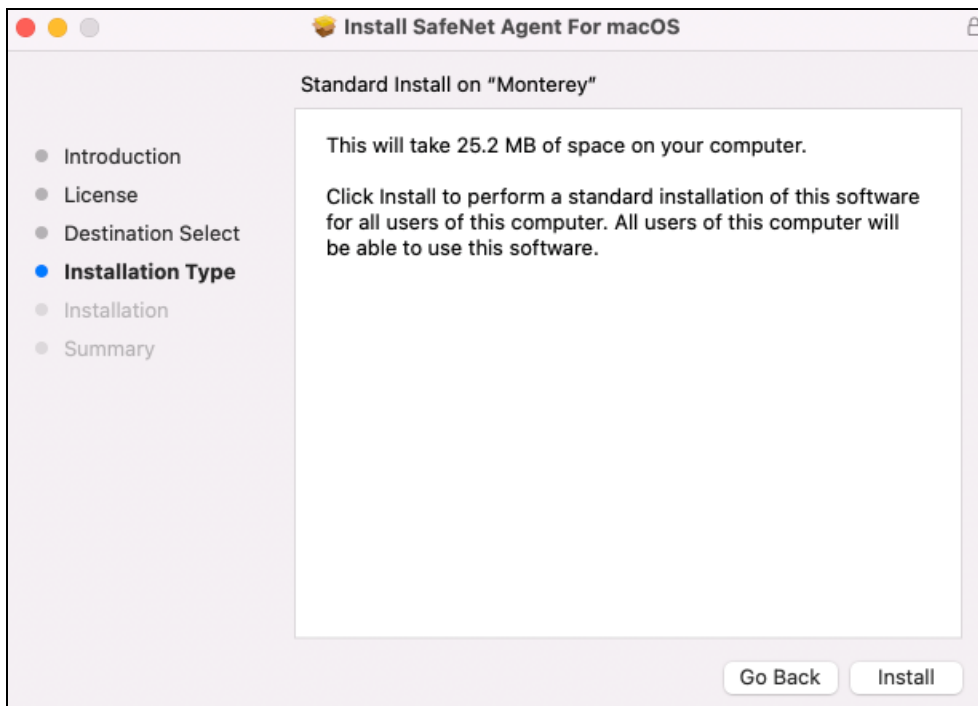 Install SafeNet Agent For macOS
Standard Install on “Monterey”
Introduction
License
Destination Select
Installation Type
Installation
Summary
This will take 25.2 MB of space on your computer.
Click Install to perform a standard installation of this software
for all users of this computer. All users of this computer will
be able to use this software.
Go Back
Install